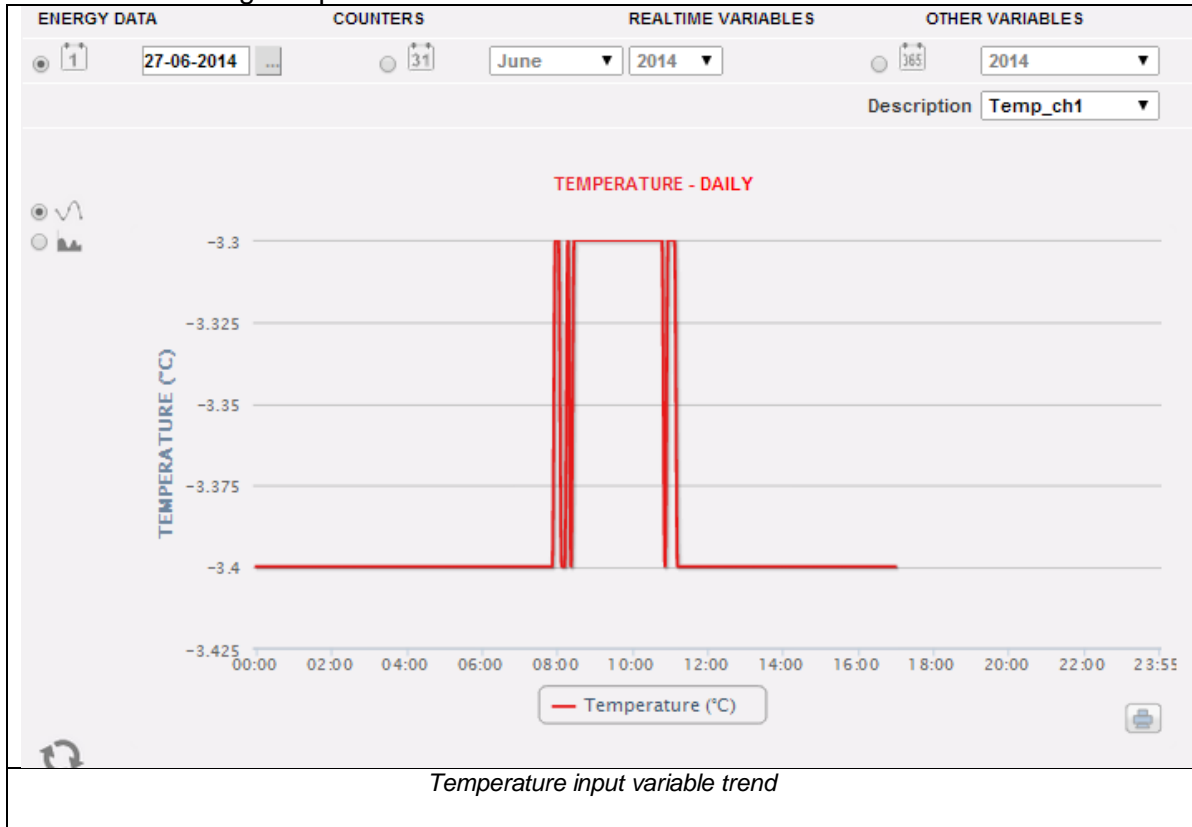 ENERGY DATA COUNTERS REALTIME VARIABLES OTHER VARIABLES
1 27-06-2014 ... 31 June ▼ 2014 ▼ 365 2014 ▼
Description Temp_ch1 ▼
TEMPERATURE - DAILY
-3.3
-3.325
-3.35
-3.375
-3.4
-3.425
TEMPERATURE (°C)
00:00 02:00 04:00 06:00 08:00 10:00 12:00 14:00 16:00 18:00 20:00 22:00 23:55
Temperature (°C)
Temperature input variable trend